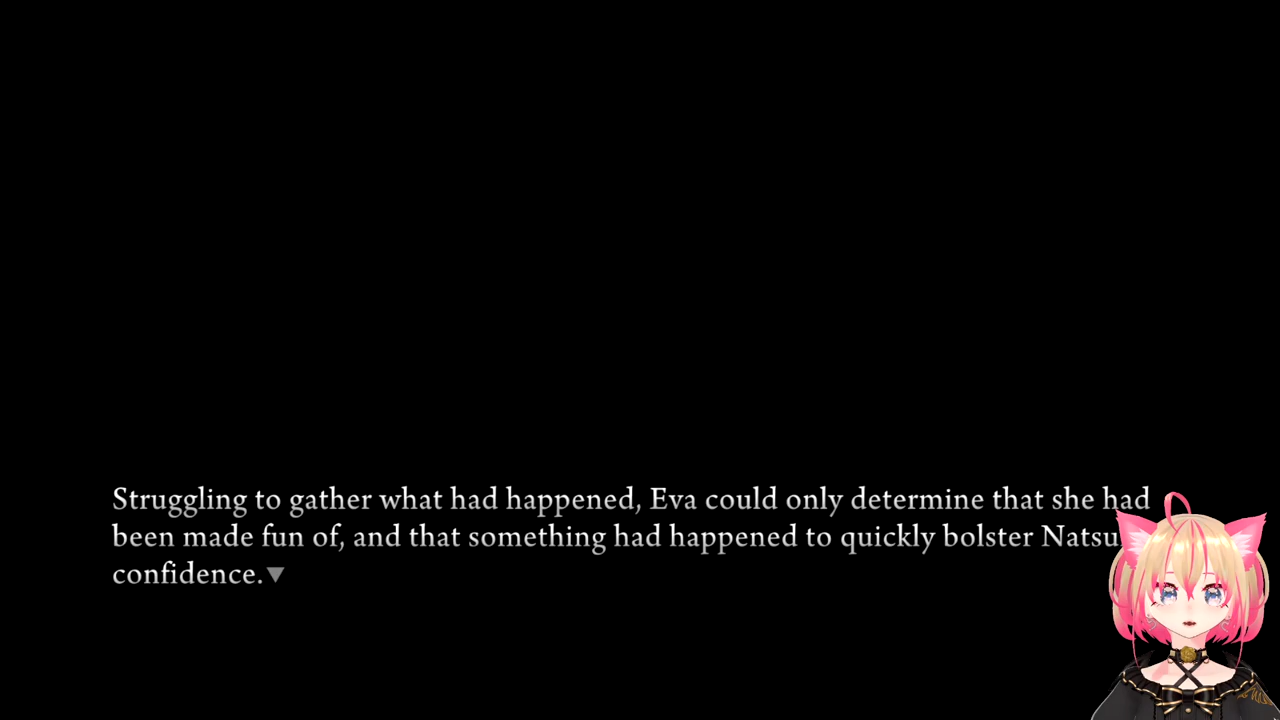 Struggling to gather what had happened, Eva could only determine that she had
been made fun of, and that something had happened to quickly bolster
confidence.